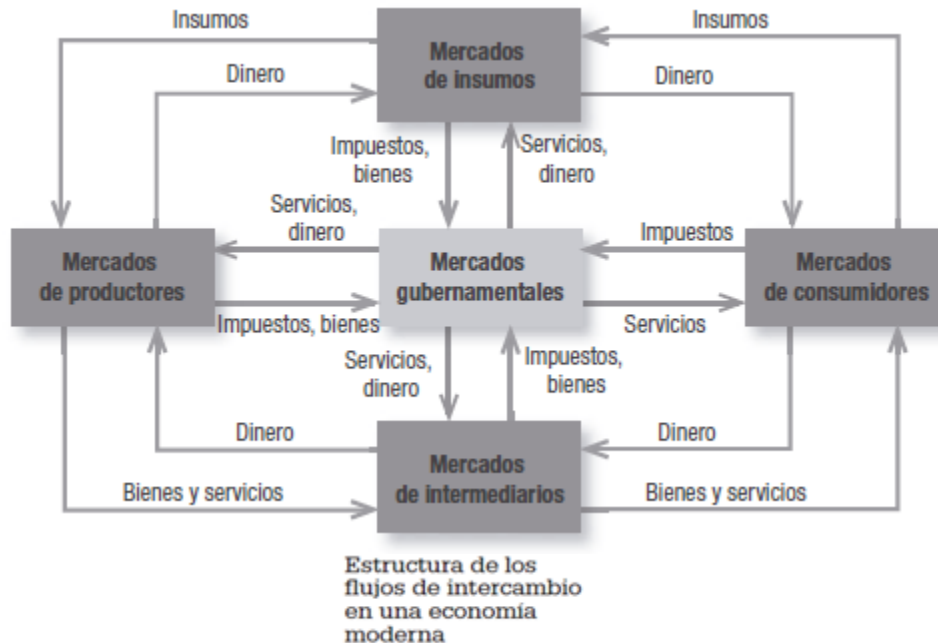 Insumos
Insumos
Mercados
de insumos
Dinero
Dinero
Impuestos,
bienes
Servicios,
dinero
Servicios,
dinero
Impuestos
Mercados
de productores
Mercados
gubernamentales
Mercados
de consumidores
Impuestos, bienes
Servicios
Servicios,
dinero
Impuestos,
bienes
Dinero
Dinero
Mercados
de intermediarios
Bienes y servicios
Bienes y servicios
Estructura de los
flujos de intercambio
en una economía
moderna